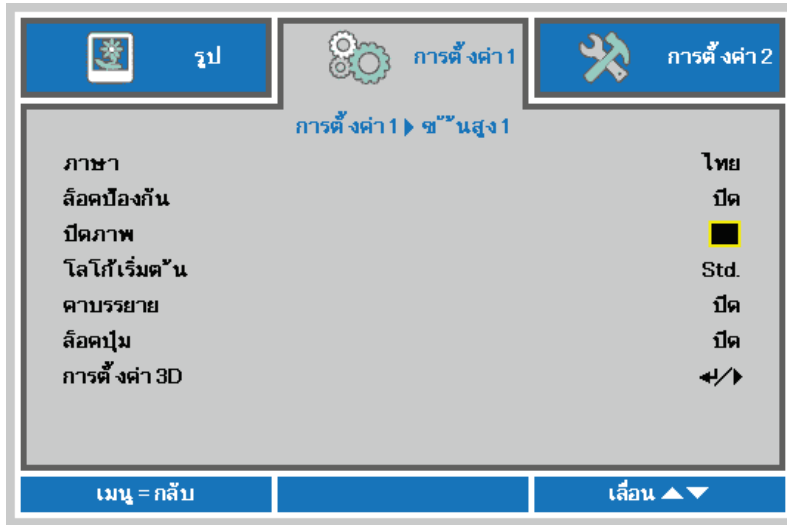 รูป
การตั้งค่า 1
การตั้งค่า 2
การตั้งค่า 1 ▶ ขั้นสูง 1
ภาษา ไทย
ล็อคป้องกัน ปิด
ปิดภาพ
โลโก้เริ่มต้น Std.
คาบรรยาย ปิด
ล็อคปุ่ม ปิด
การตั้งค่า 3D ↵/▶
เมนู = กลับ
เลื่อน ▲▼